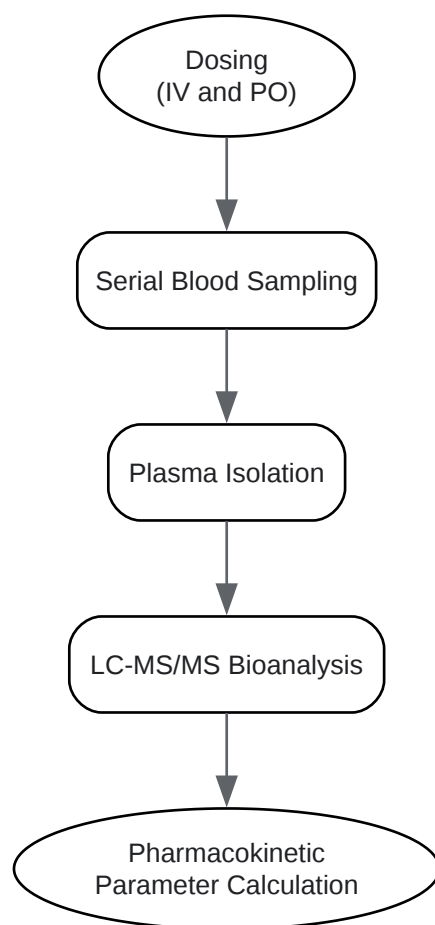 Dosing
(IV and PO)
Serial Blood Sampling
Plasma Isolation
LC-MS/MS Bioanalysis
Pharmacokinetic
Parameter Calculation